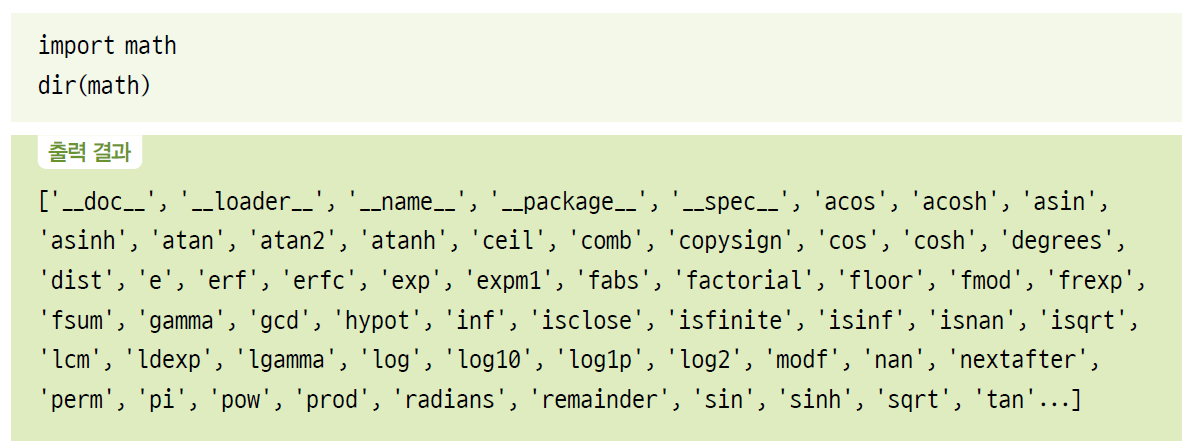 import math
dir(math)
출력 결과
['__doc__', '__loader__', '__name__', '__package__', '__spec__', 'acos', 'acosh', 'asin',
'asinh', 'atan', 'atan2', 'atanh', 'ceil', 'comb', 'copysign', 'cos', 'cosh', 'degrees',
'dist', 'e', 'erf', 'erfc', 'exp', 'expm1', 'fabs', 'factorial', 'floor', 'fmod', 'frexp',
'fsum', 'gamma', 'gcd', 'hypot', 'inf', 'isclose', 'isfinite', 'isinf', 'isnan', 'isqrt',
'lcm', 'ldexp', 'lgamma', 'log', 'log10', 'log1p', 'log2', 'modf', 'nan', 'nextafter',
'perm', 'pi', 'pow', 'prod', 'radians', 'remainder', 'sin', 'sinh', 'sqrt', 'tan'...]